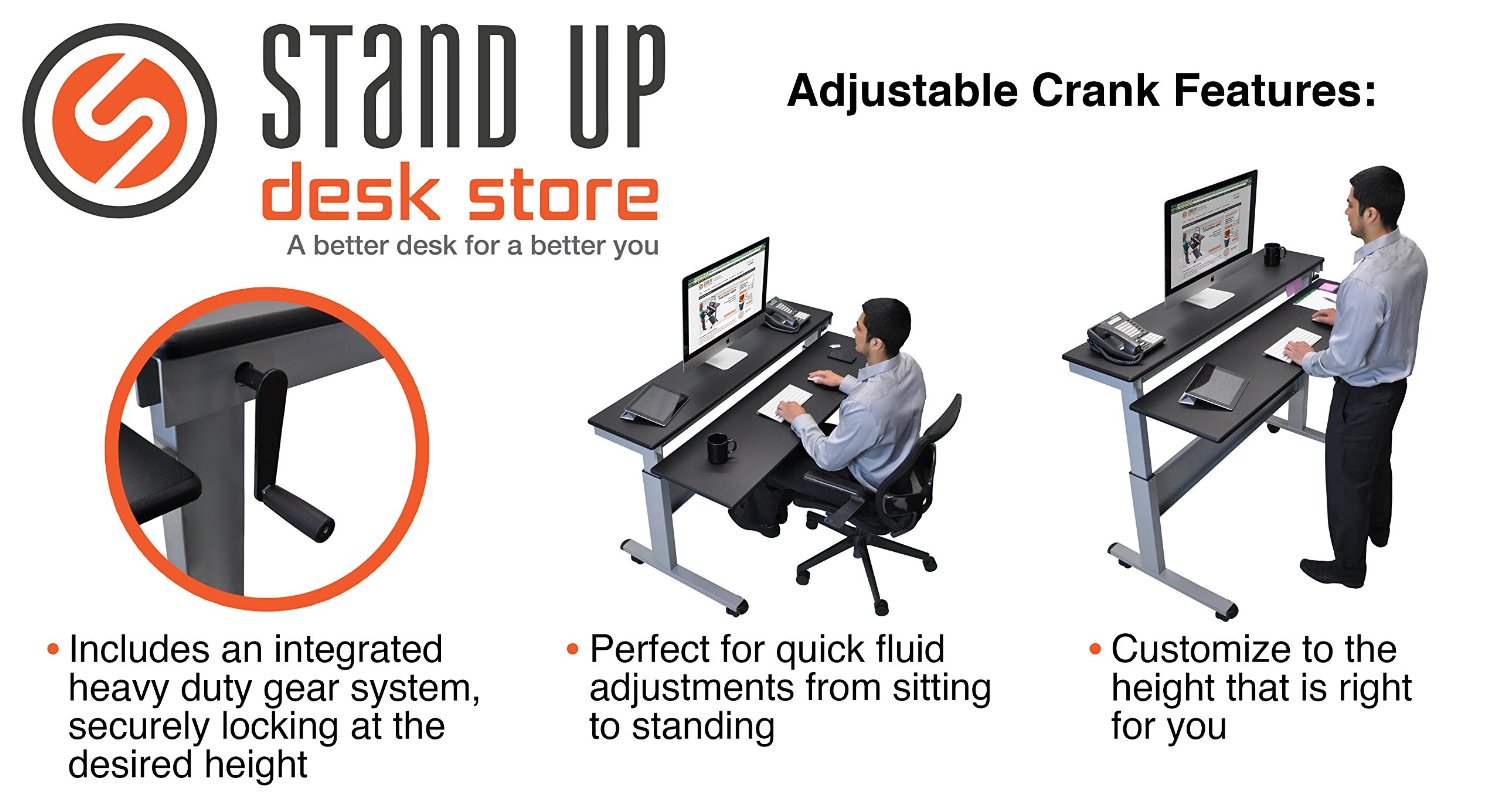 STanD UP
desk store
A better desk for a better you
Adjustable Crank Features:
• Includes an integrated
heavy duty gear system,
securely locking at the
desired height
• Perfect for quick fluid
adjustments from sitting
to standing
• Customize to the
height that is right
for you